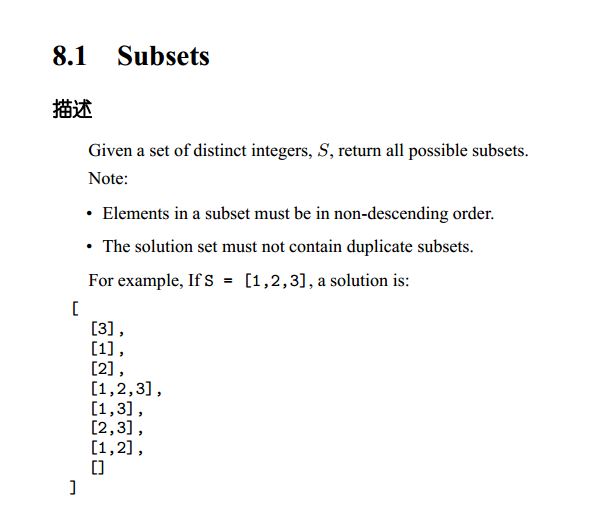 8.1 Subsets
描述
Given a set of distinct integers, S, return all possible subsets.
Note:
• Elements in a subset must be in non-descending order.
• The solution set must not contain duplicate subsets.
For example, If S = [1,2,3], a solution is:
[
[3],
[1],
[2],
[1,2,3],
[1,3],
[2,3],
[1,2],
[]
]